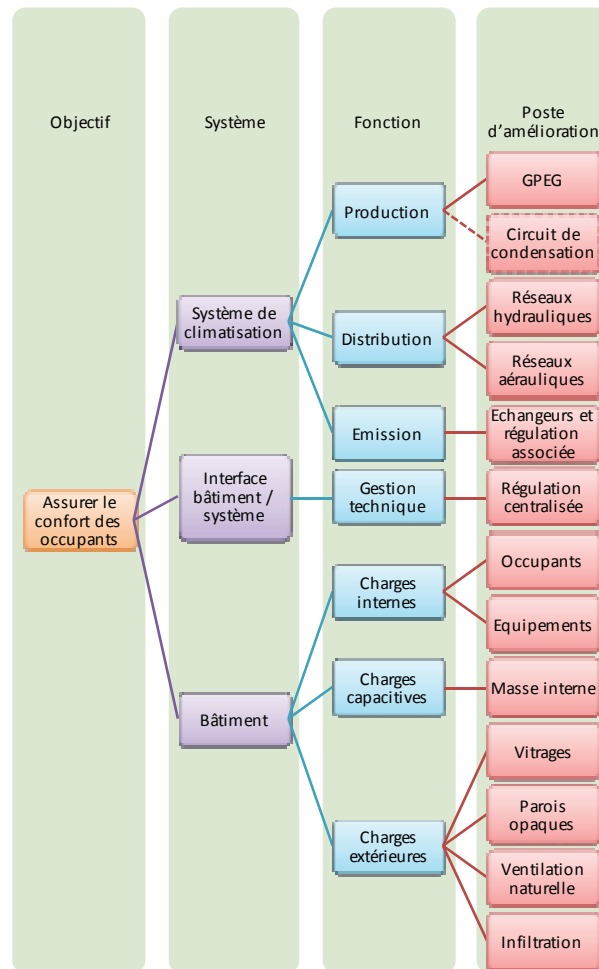 Objectif
Système
Fonction
Poste
d'amélioration
GPEG
Production
Circuit de
condensation
Système de
climatisation
Distribution
Réseaux
hydrauliques
Réseaux
aérauliques
Emission
Echangeurs et
régulation
associée
Assurer le
confort des
occupants
Interface
bâtiment /
système
Gestion
technique
Régulation
centralisée
Charges
internes
Occupants
Equipements
Bâtiment
Charges
capacitives
Masse interne
Charges
extérieures
Vitrages
Parois
opaques
Ventilation
naturelle
Infiltration